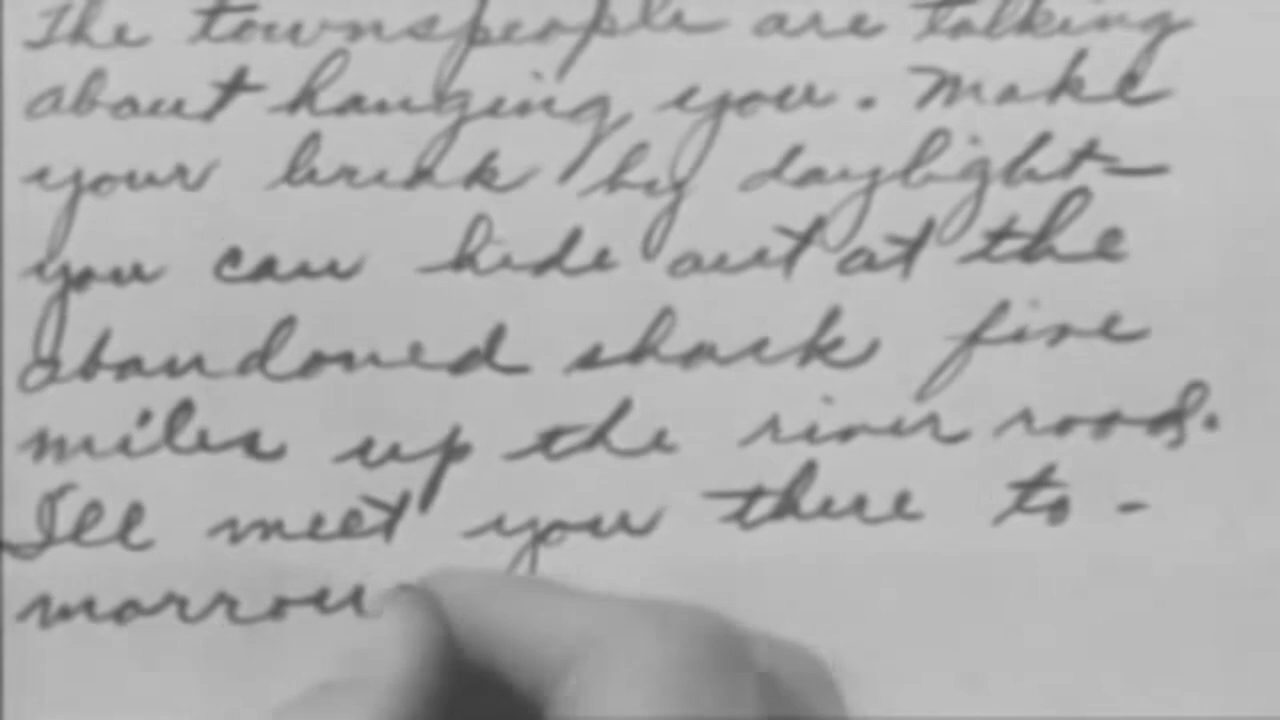 The townspeople are talking
about hanging you. Make
your break by daylight—
you can hide out at the
abandoned shack five
miles up the river road.
I'll meet you there to-
morrow